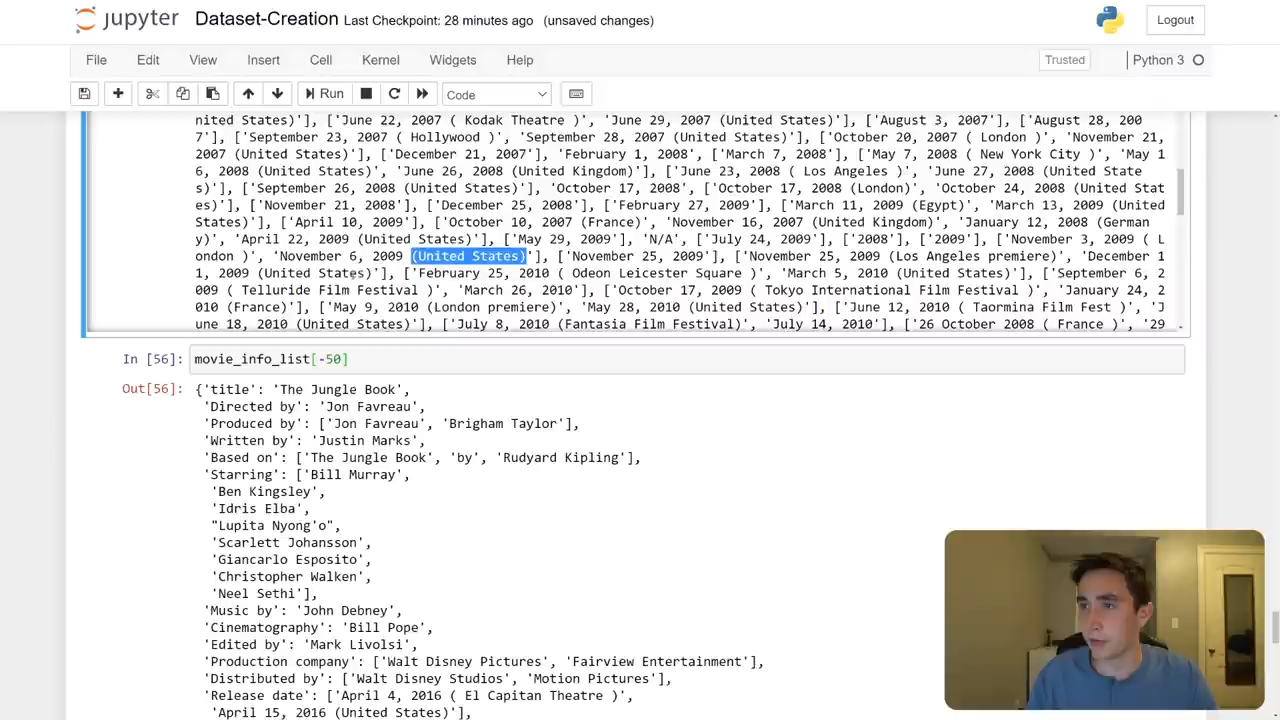 jupyter Dataset-Creation Last Checkpoint: 28 minutes ago (unsaved changes) Logout
File Edit View Insert Cell Kernel Widgets Help Trusted Python 3
Run Code
nited States)'], ['June 22, 2007 ( Kodak Theatre )', 'June 29, 2007 (United States)'], ['August 3, 2007'], ['August 28, 200
'], ['September 23, 2007 ( Hollywood )', 'September 28, 2007 (United States)'], ['October 20, 2007 ( London )', 'November 21,
2007 (United States)'], ['December 21, 2007'], 'February 1, 2008', ['March 7, 2008'], ['May 7, 2008 ( New York City )', 'May 1
, 2008 (United States)', 'June 26, 2008 (United Kingdom)'], ['June 23, 2008 ( Los Angeles )', 'June 27, 2008 (United State
s)'], ['September 2008 (United States)'], 'October 17, 2008', ['October 17, 2008 (London)', 'October 24, 2008 (United Stat
es)'], ['November 21, 2008'], ['December 25, 2008'], ['February 27, 2009'], ['March 11, 2009 (Egypt)', 'March 13, 2009 (United
States)'], ['April 10, 2009'], ['October 10, 2007 (France)', 'November 16, 2007 (United Kingdom)', 'January 12, 2008 (German
y)', 'April 22, 2009 (United States)'], ['May 29, 2009'], 'N/A', ['July 24, 2009'], ['2008'], ['2009'], ['November 3, 2009 ( L
ondon )', 'November 2009 (United States)'], ['November 25, 2009'], ['November 25, 2009 (Los Angeles premiere)', 'December 1
1, 2009 (United States)'], ['February 25, 2010 ( Odeon Leicester Square )', 'March 5, 2010 (United States)'], ['September 6, 2
009 ( Telluride Film Festival )', 'March 26, 2010'], ['October 17, 2009 ( Tokyo International Film Festival )', 'January 24, 2
010 (France)'], ['May 9, 2010 (London premiere)', 'May 28, 2010 (United States)'], ['June 12, 2010 ( Taormina Film Fest )', 'J
une 18, 2010 (United States)'], ['July 8, 2010 (Fantasia Film Festival)', 'July 14, 2010'], ['26 October 2008 ( France )', '29
In [56]: movie_info_list[-50]
Out[56]: {'title': 'The Jungle Book',
'Directed by': 'Jon Favreau',
'Produced by': ['Jon Favreau', 'Brigham Taylor'],
'Written by': 'Justin Marks',
'Based on': ['The Jungle Book', 'by', 'Rudyard Kipling'],
'Starring': ['Bill Murray',
'Ben Kingsley',
'Idris Elba',
"Lupita Nyong'o",
'Scarlett Johansson',
'Giancarlo Esposito',
'Christopher Walken',
'Neel Sethi'],
'Music by': 'John Debney',
'Cinematography': 'Bill Pope',
'Edited by': 'Mark Livolsi',
'Production company': ['Walt Disney Pictures', 'Fairview Entertainment'],
'Distributed by': ['Walt Disney Studios', 'Motion Pictures'],
'Release date': ['April 4, 2016 ( El Capitan Theatre )',
'April 15, 2016 (United States)'],